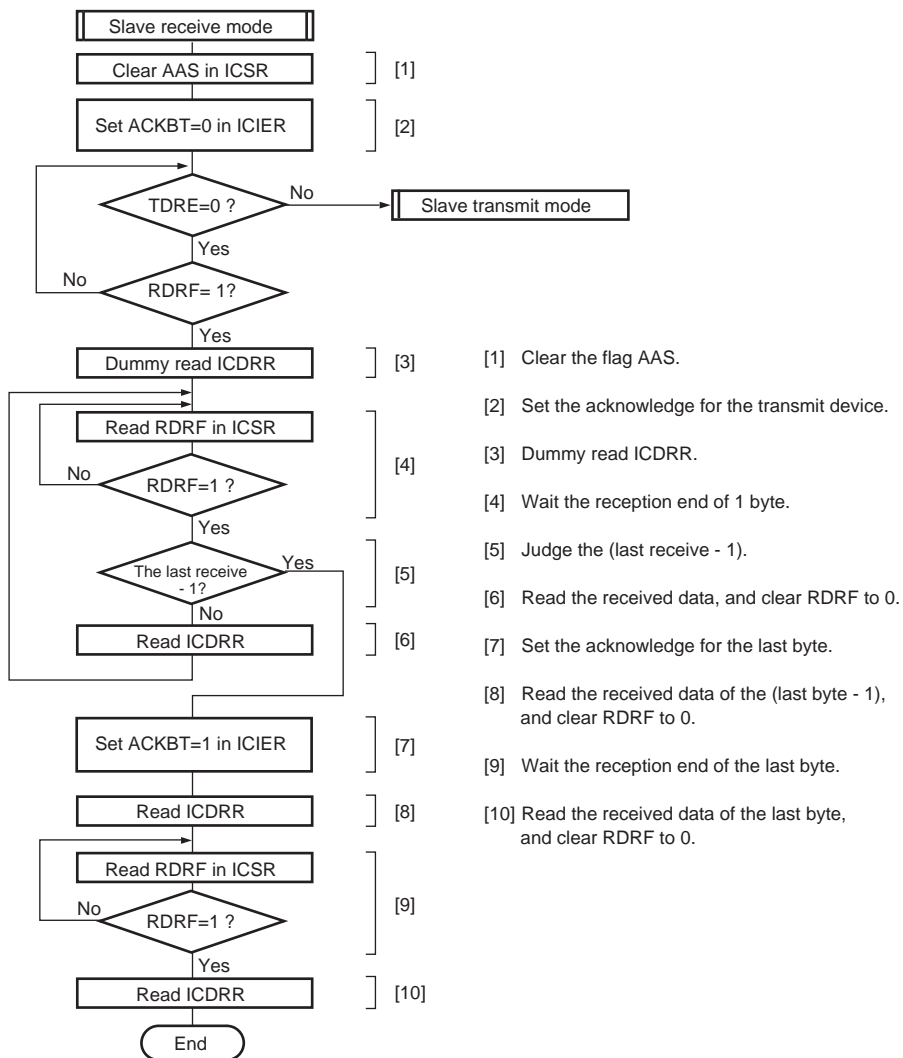 Slave receive mode
Clear AAS in ICSR
[1]
Set ACKBT=0 in ICIER
[2]
TDRE=0 ?
No
Slave transmit mode
Yes
No
RDRF= 1?
Yes
Dummy read ICDRR
[3]
Read RDRF in ICSR
[4]
No
RDRF=1 ?
Yes
The last receive
- 1?
Yes
[5]
No
Read ICDRR
[6]
Set ACKBT=1 in ICIER
[7]
Read ICDRR
[8]
Read RDRF in ICSR
[9]
No
RDRF=1 ?
Yes
Read ICDRR
[10]
End
[1] Clear the flag AAS.
[2] Set the acknowledge for the transmit device.
[3] Dummy read ICDRR.
[4] Wait the reception end of 1 byte.
[5] Judge the (last receive - 1).
[6] Read the received data, and clear RDRF to 0.
[7] Set the acknowledge for the last byte.
[8] Read the received data of the (last byte - 1),
and clear RDRF to 0.
[9] Wait the reception end of the last byte.
[10] Read the received data of the last byte,
and clear RDRF to 0.